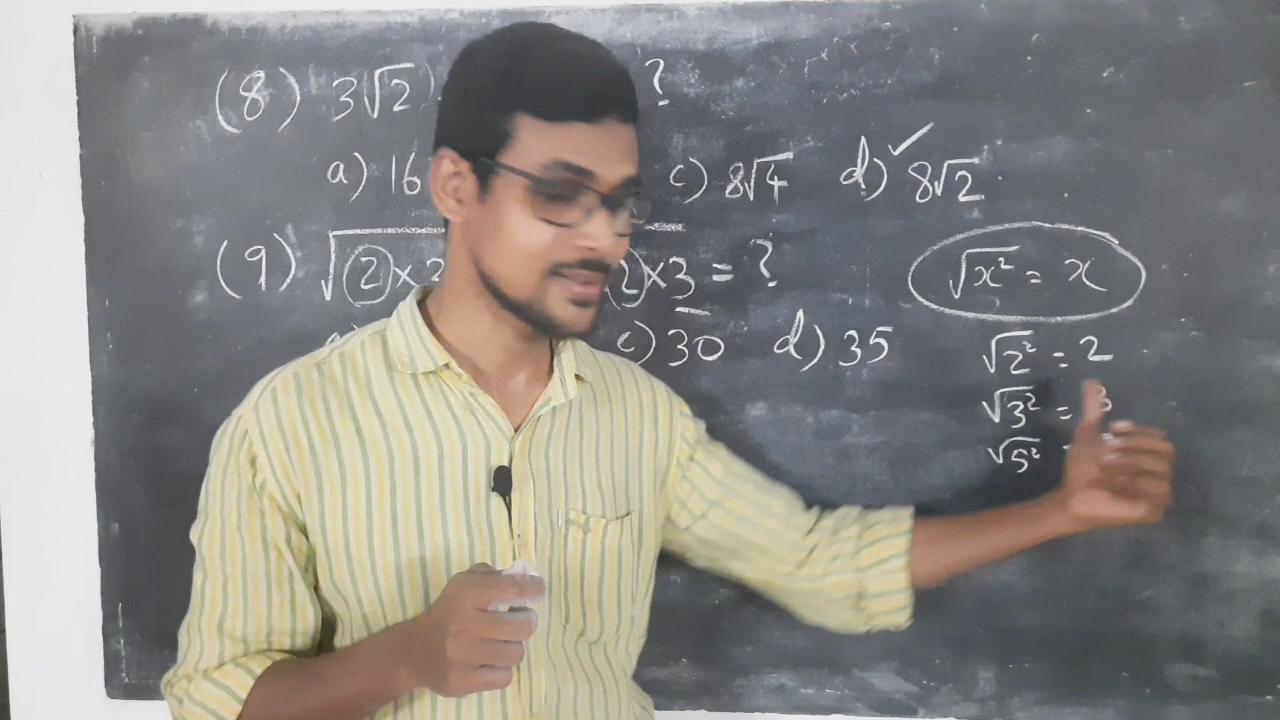 (8) 3√2 ?
a) 16 c) 8√4 d) ✓ 8√2
(9) √2×2 2)×3 = ?
c) 30 d) 35
√x² = x
√2² = 2
√3² = 3
√5² =